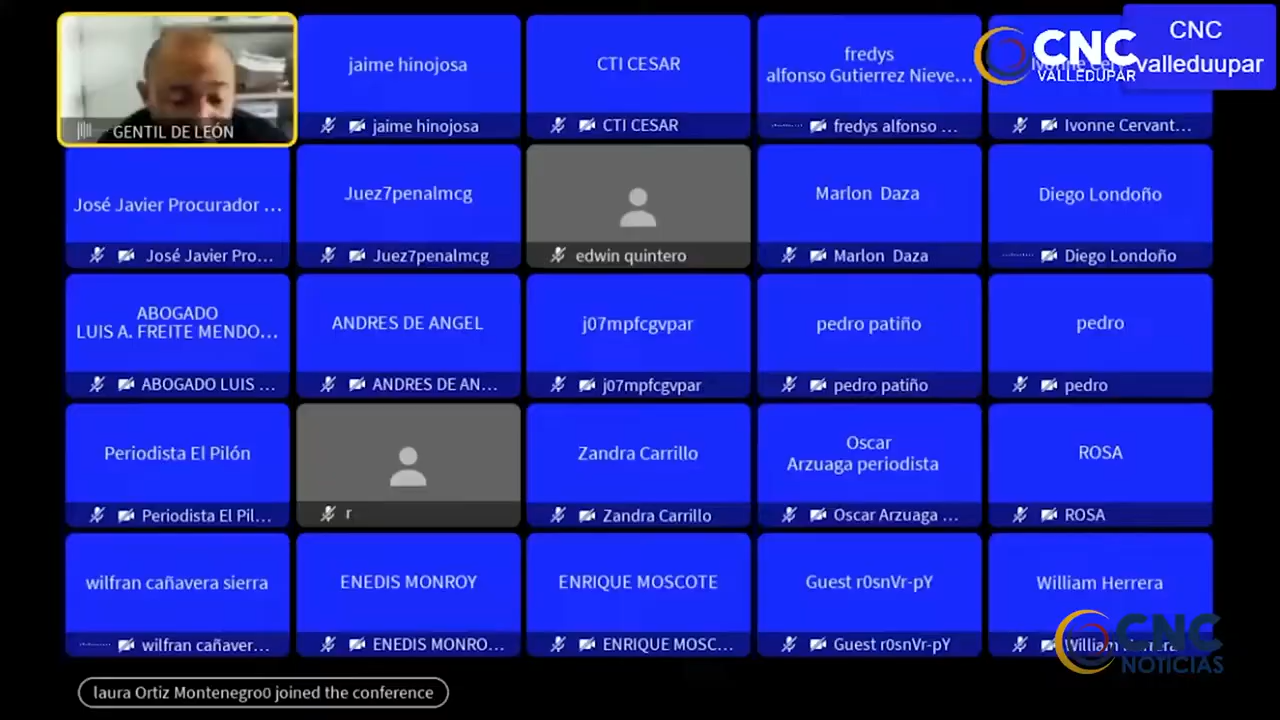 GENTIL DE LEÓN
jaime hinojosa
jaime hinojosa
CTI CESAR
CTI CESAR
fredys
alfonso Gutierrez Nieve...
fredys alfonso ...
Ivonne Cervant...
CNC
VALLEDUPAR
CNC
valleduupar
José Javier Procurador ...
José Javier Pro...
Juez7penalmcg
Juez7penalmcg
edwin quintero
Marlon Daza
Marlon Daza
Diego Londoño
Diego Londoño
ABOGADO
LUIS A. FREITE MENDO...
ABOGADO LUIS ...
ANDRES DE ANGEL
ANDRES DE AN...
j07mpfcgvpar
j07mpfcgvpar
pedro patiño
pedro patiño
pedro
pedro
Periodista El Pilón
Periodista El Pil...
r
Zandra Carrillo
Zandra Carrillo
Oscar
Arzuaga periodista
Oscar Arzuaga ...
ROSA
ROSA
wilfran cañavera sierra
wilfran cañaver...
ENEDIS MONROY
ENEDIS MONRO...
ENRIQUE MOSCOTE
ENRIQUE MOSC...
Guest r0snVr-pY
Guest r0snVr-pY
William Herrera
William Herrera
CNC
NOTICIAS
laura Ortiz Montenegro0 joined the conference